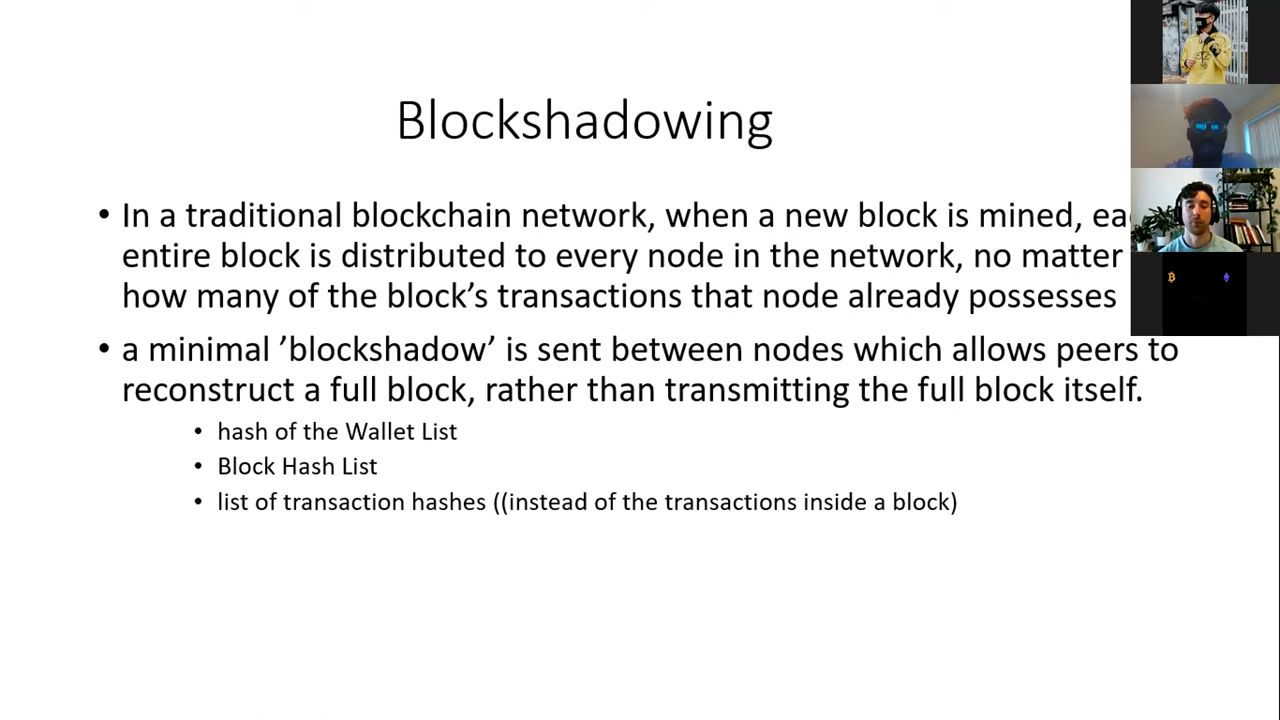 Blockshadowing
• In a traditional blockchain network, when a new block is mined,
entire block is distributed to every node in the network, no matter
how many of the block’s transactions that node already possesses
• a minimal ’blockshadow’ is sent between nodes which allows peers to
reconstruct a full block, rather than transmitting the full block itself.
• hash of the Wallet List
• Block Hash List
• list of transaction hashes ((instead of the transactions inside a block)